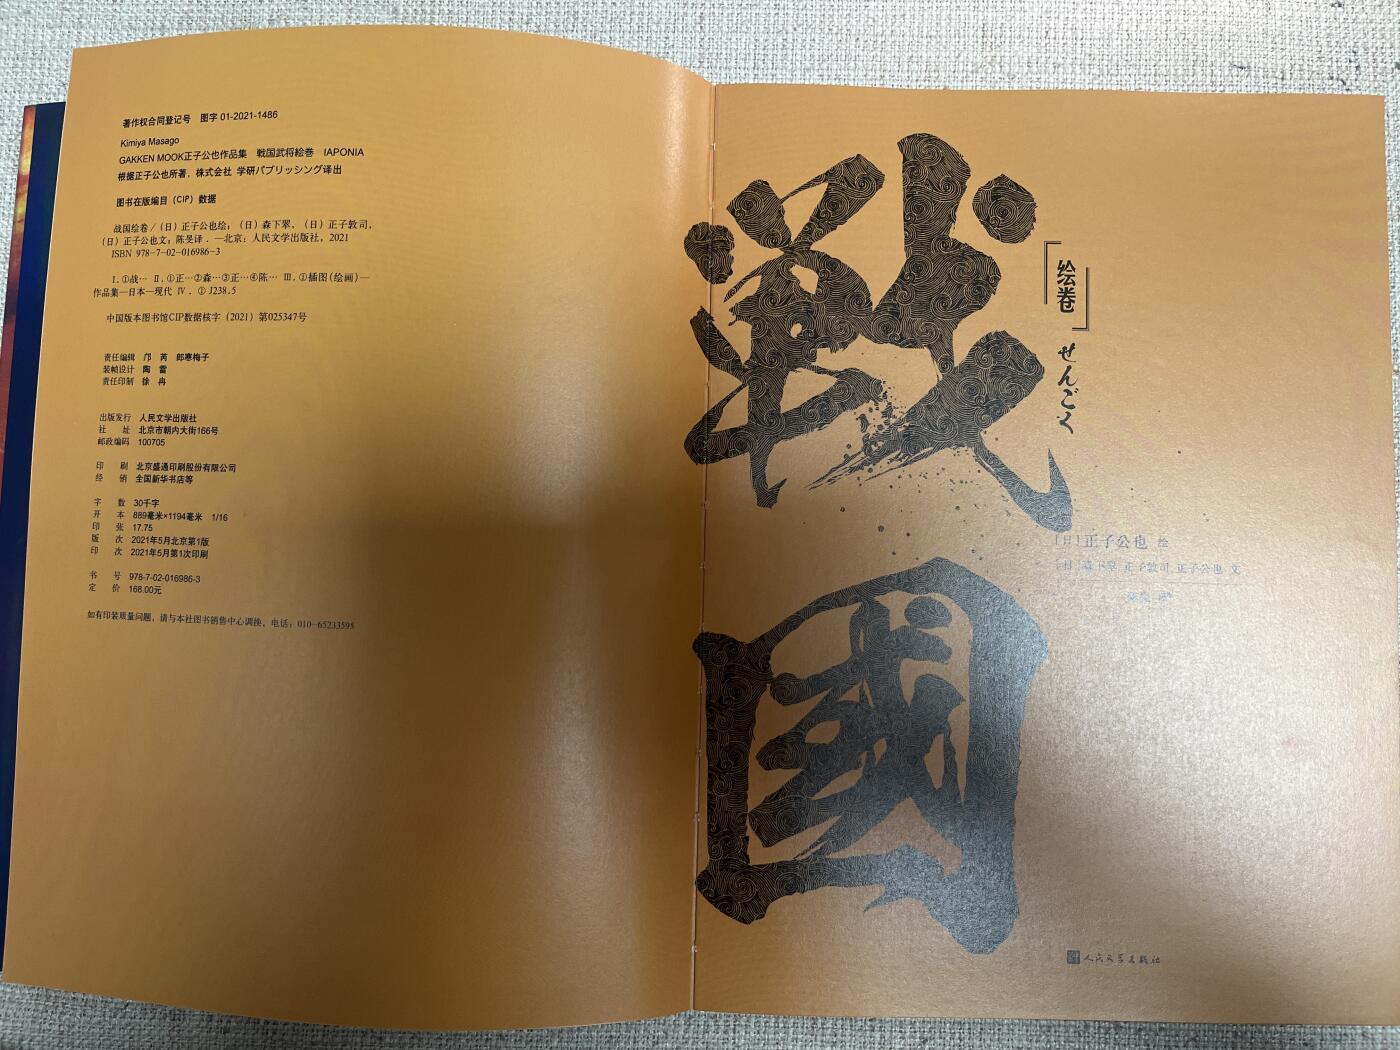 著作权合同登记号 图字 01-2021-1486
Kimiya Masago
GAKKEN MOOK正子公也作品集 戦国武将絵巻 IAPONIA
根据正子公也所著，株式会社 学研パブリッシング译出
图书在版编目（CIP）数据
战国绘卷／（日）正子公也绘；（日）森下翠，（日）正子敦司，
（日）正子公也文；陈旻译．—北京：人民文学出版社，2021
ISBN 978-7-02-016986-3
Ⅰ.①战… Ⅱ.①正…②森…③正…④陈… Ⅲ.①插图（绘画）—
作品集—日本—现代 Ⅳ．①J238.5
中国版本图书馆CIP数据核字（2021）第025347号
责任编辑 邝 芮 郎寒梅子
装帧设计 陶 雷
责任印制 徐 冉
出版发行 人民文学出版社
社 址 北京市朝内大街166号
邮政编码 100705
印 刷 北京盛通印刷股份有限公司
经 销 全国新华书店等
字 数 30千字
开 本 889毫米×1194毫米 1/16
印 张 17.75
版 次 2021年5月北京第1版
印 次 2021年5月第1次印刷
书 号 978-7-02-016986-3
定 价 168.00元
如有印装质量问题，请与本社图书销售中心调换。电话：010-65233595
戰國
「绘卷」
せんごく
［日］正子公也 绘
［日］森下翠 正子敦司 正子公也 文
陈旻 译
人民文学出版社